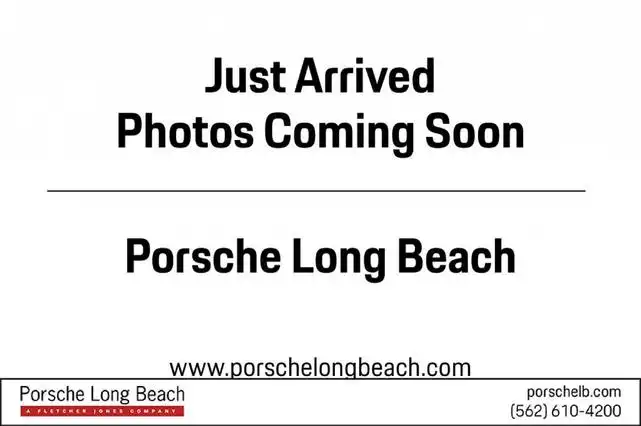 Just Arrived
Photos Coming Soon
Porsche Long Beach
www.porschelongbeach.com
Porsche Long Beach
A FLETCHER JONES COMPANY
porschelb.com
(562) 610-4200